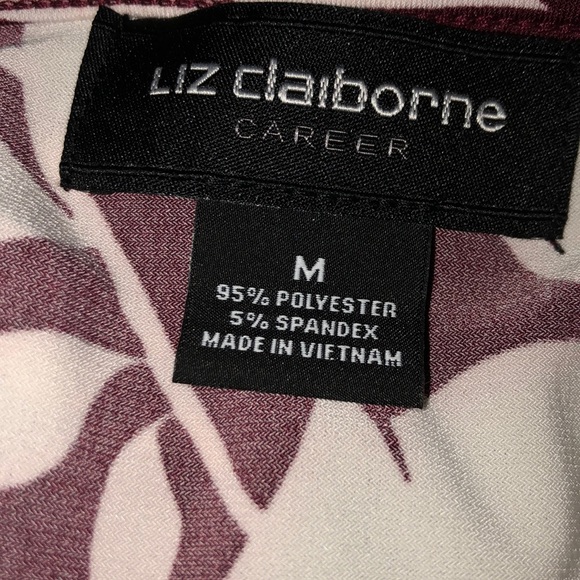 LIZ claiborne
CAREER
M
95% POLYESTER
5% SPANDEX
MADE IN VIETNAM